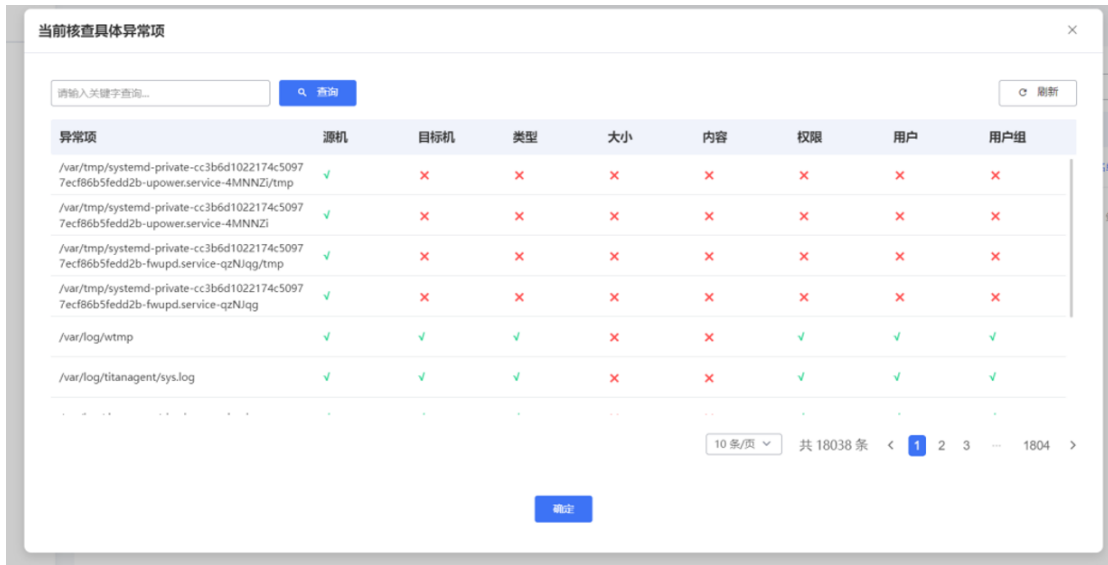 当前核查具体异常项
请输入关键字查询...
查询
刷新
异常项 源机 目标机 类型 大小 内容 权限 用户 用户组
/var/tmp/systemd-private-cc3b6d1022174c5097
7ecf86b5fedd2b-upower.service-4MNNZi/tmp
√ × × × × × × ×
/var/tmp/systemd-private-cc3b6d1022174c5097
7ecf86b5fedd2b-upower.service-4MNNZi
√ × × × × × × ×
/var/tmp/systemd-private-cc3b6d1022174c5097
7ecf86b5fedd2b-fwupd.service-qzNJqg/tmp
√ × × × × × × ×
/var/tmp/systemd-private-cc3b6d1022174c5097
7ecf86b5fedd2b-fwupd.service-qzNJqg
√ × × × × × × ×
/var/log/wtmp √ √ √ × × √ √ √
/var/log/titanagent/sys.log √ √ √ × × √ √ √
10 条/页 共 18038 条 < 1 2 3 ... 1804 >
确定